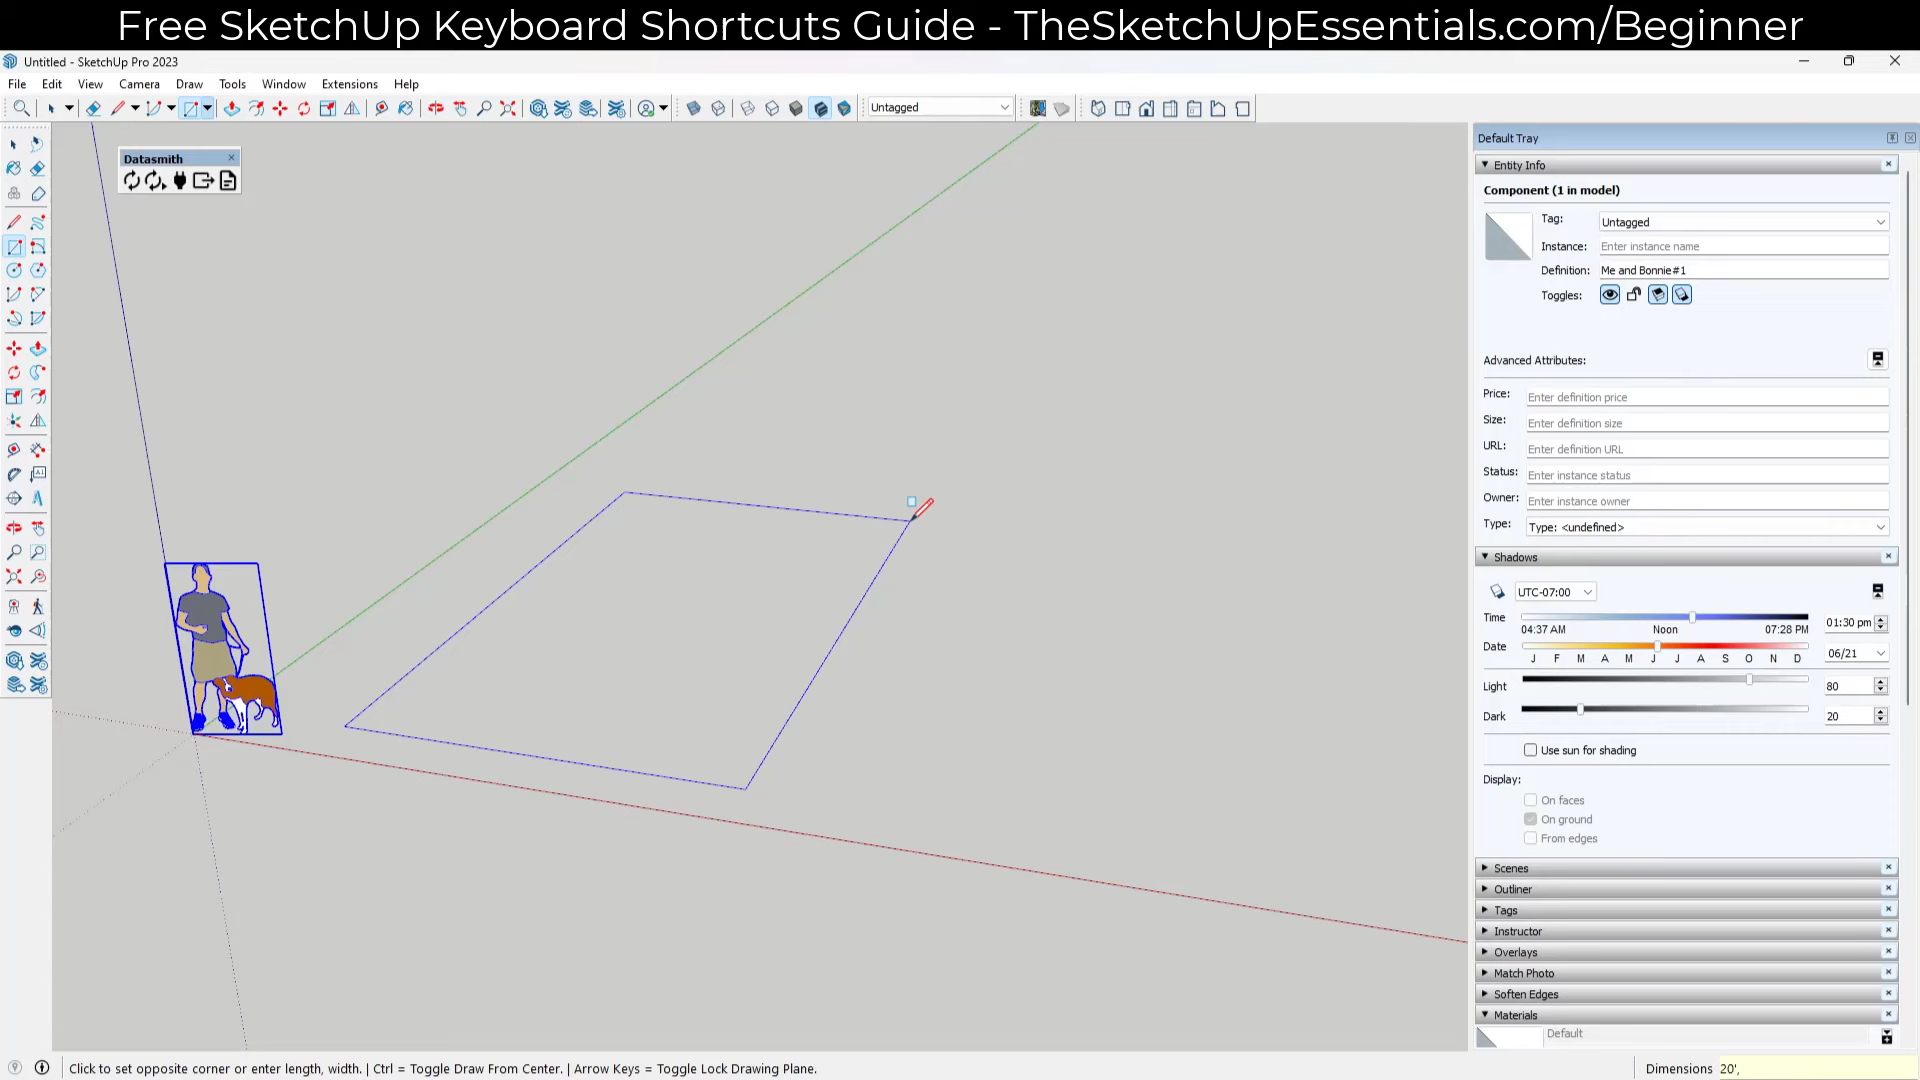 Free SketchUp Keyboard Shortcuts Guide - TheSketchUpEssentials.com/Beginner
Untitled - SketchUp Pro 2023
File Edit View Camera Draw Tools Window Extensions Help
Untagged
Datasmith
Default Tray
Entity Info
Component (1 in model)
Tag: Untagged
Instance: Enter instance name
Definition: Me and Bonnie#1
Toggles:
Advanced Attributes:
Price: Enter definition price
Size: Enter definition size
URL: Enter definition URL
Status: Enter instance status
Owner: Enter instance owner
Type: Type: <undefined>
Shadows
UTC-07:00
Time 01:30 pm
04:37 AM Noon 07:28 PM
Date 06/21
J F M A M J J A S O N D
Light 80
Dark 20
Use sun for shading
Display:
On faces
On ground
From edges
Scenes
Outliner
Tags
Instructor
Overlays
Match Photo
Soften Edges
Materials
Default
Click to set opposite corner or enter length, width. | Ctrl = Toggle Draw From Center. | Arrow Keys = Toggle Lock Drawing Plane.
Dimensions 20',